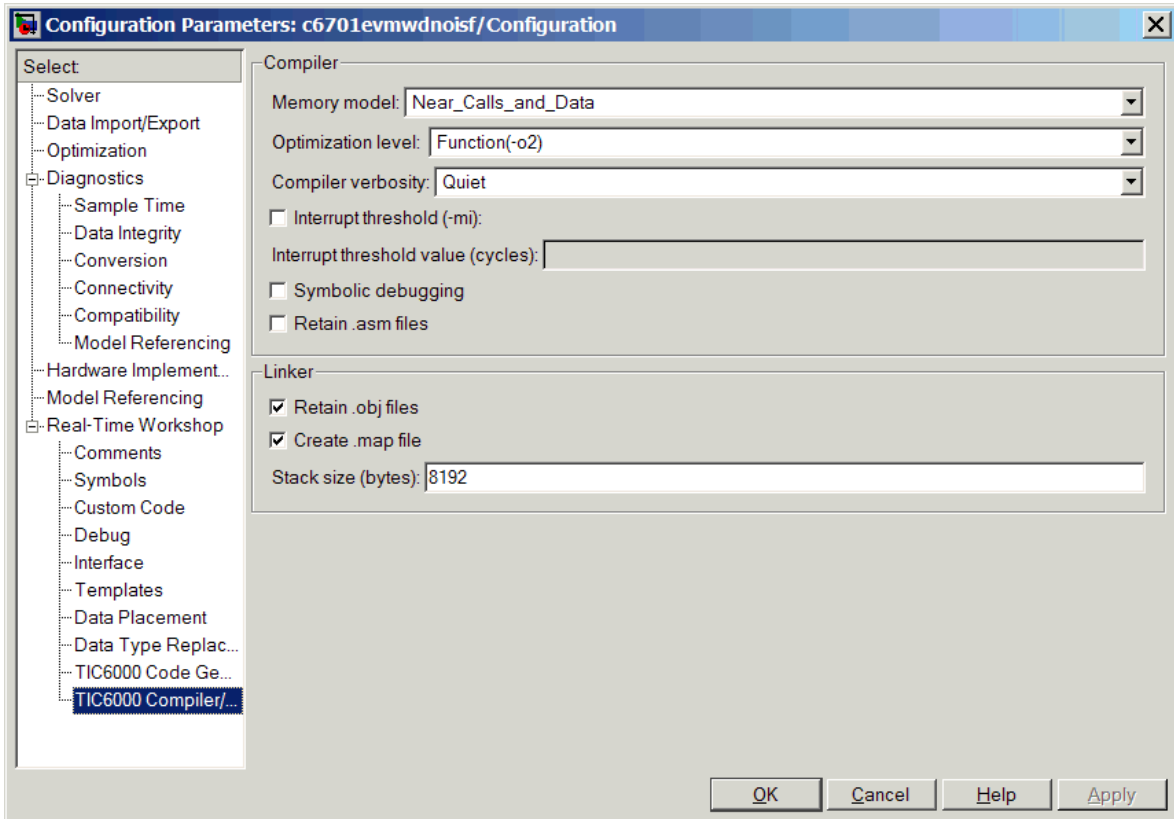 Configuration Parameters: c6701evmwdnoisf/Configuration
Select:
Solver
Data Import/Export
Optimization
Diagnostics
Sample Time
Data Integrity
Conversion
Connectivity
Compatibility
Model Referencing
Hardware Implement...
Model Referencing
Real-Time Workshop
Comments
Symbols
Custom Code
Debug
Interface
Templates
Data Placement
Data Type Replac...
TIC6000 Code Ge...
TIC6000 Compiler/...
Compiler
Memory model: Near_Calls_and_Data
Optimization level: Function(-o2)
Compiler verbosity: Quiet
Interrupt threshold (-mi):
Interrupt threshold value (cycles):
Symbolic debugging
Retain .asm files
Linker
Retain .obj files
Create .map file
Stack size (bytes): 8192
OK Cancel Help Apply